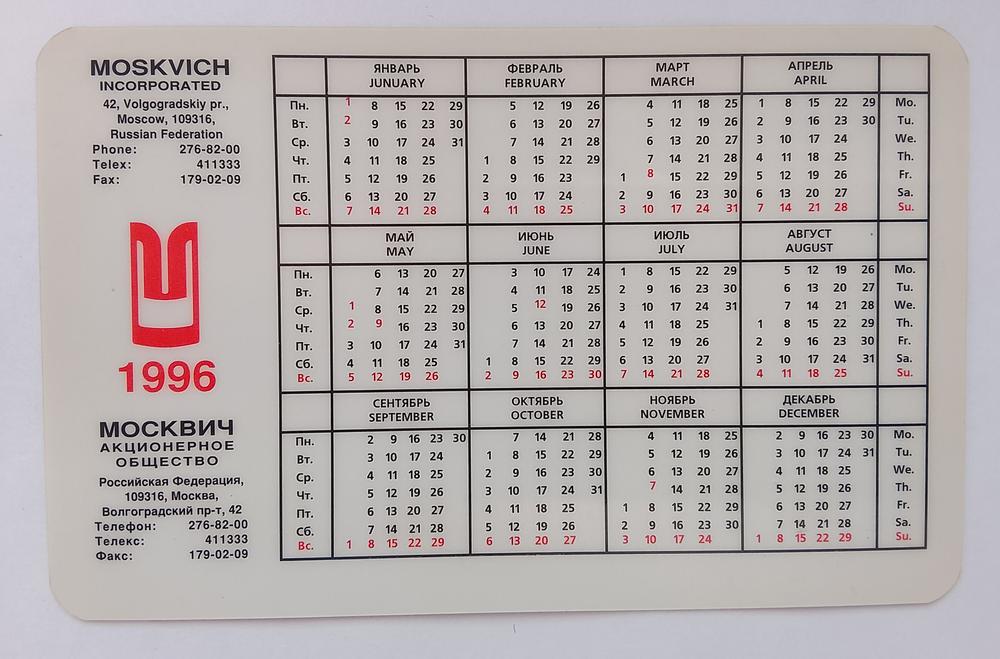 MOSKVICH
INCORPORATED
42, Volgogradskiy pr.,
Moscow, 109316,
Russian Federation
Phone: 276-82-00
Telex: 411333
Fax: 179-02-09
1996
МОСКВИЧ
АКЦИОНЕРНОЕ
ОБЩЕСТВО
Российская Федерация,
109316, Москва,
Волгоградский пр-т, 42
Телефон: 276-82-00
Телекс: 411333
Факс: 179-02-09
ЯНВАРЬ ФЕВРАЛЬ МАРТ АПРЕЛЬ
JUNUARY FEBRUARY MARCH APRIL
Пн. 1 8 15 22 29 5 12 19 26 4 11 18 25 1 8 15 22 29 Mo.
Вт. 2 9 16 23 30 6 13 20 27 5 12 19 26 2 9 16 23 30 Tu.
Ср. 3 10 17 24 31 7 14 21 28 6 13 20 27 3 10 17 24 We.
Чт. 4 11 18 25 1 8 15 22 29 7 14 21 28 4 11 18 25 Th.
Пт. 5 12 19 26 2 9 16 23 1 8 15 22 29 5 12 19 26 Fr.
Сб. 6 13 20 27 3 10 17 24 2 9 16 23 30 6 13 20 27 Sa.
Вс. 7 14 21 28 4 11 18 25 3 10 17 24 31 7 14 21 28 Su.
МАЙ ИЮНЬ ИЮЛЬ АВГУСТ
MAY JUNE JULY AUGUST
Пн. 6 13 20 27 3 10 17 24 1 8 15 22 29 5 12 19 26 Mo.
Вт. 7 14 21 28 4 11 18 25 2 9 16 23 30 6 13 20 27 Tu.
Ср. 1 8 15 22 29 5 12 19 26 3 10 17 24 31 7 14 21 28 We.
Чт. 2 9 16 23 30 6 13 20 27 4 11 18 25 1 8 15 22 29 Th.
Пт. 3 10 17 24 31 7 14 21 28 5 12 19 26 2 9 16 23 30 Fr.
Сб. 4 11 18 25 1 8 15 22 29 6 13 20 27 3 10 17 24 31 Sa.
Вс. 5 12 19 26 2 9 16 23 30 7 14 21 28 4 11 18 25 Su.
СЕНТЯБРЬ ОКТЯБРЬ НОЯБРЬ ДЕКАБРЬ
SEPTEMBER OCTOBER NOVEMBER DECEMBER
Пн. 2 9 16 23 30 7 14 21 28 4 11 18 25 2 9 16 23 30 Mo.
Вт. 3 10 17 24 1 8 15 22 29 5 12 19 26 3 10 17 24 31 Tu.
Ср. 4 11 18 25 2 9 16 23 30 6 13 20 27 4 11 18 25 We.
Чт. 5 12 19 26 3 10 17 24 31 7 14 21 28 5 12 19 26 Th.
Пт. 6 13 20 27 4 11 18 25 1 8 15 22 29 6 13 20 27 Fr.
Сб. 7 14 21 28 5 12 19 26 2 9 16 23 30 7 14 21 28 Sa.
Вс. 1 8 15 22 29 6 13 20 27 3 10 17 24 1 8 15 22 29 Su.